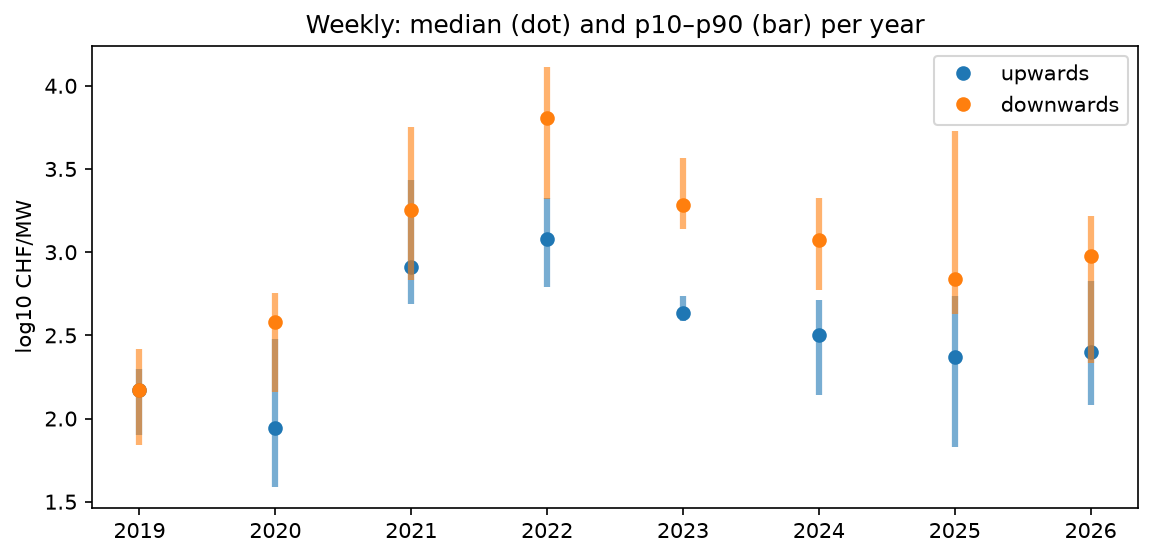 Weekly: median (dot) and p10–p90 (bar) per year
upwards
downwards
log10 CHF/MW
4.0
3.5
3.0
2.5
2.0
1.5
2019 2020 2021 2022 2023 2024 2025 2026